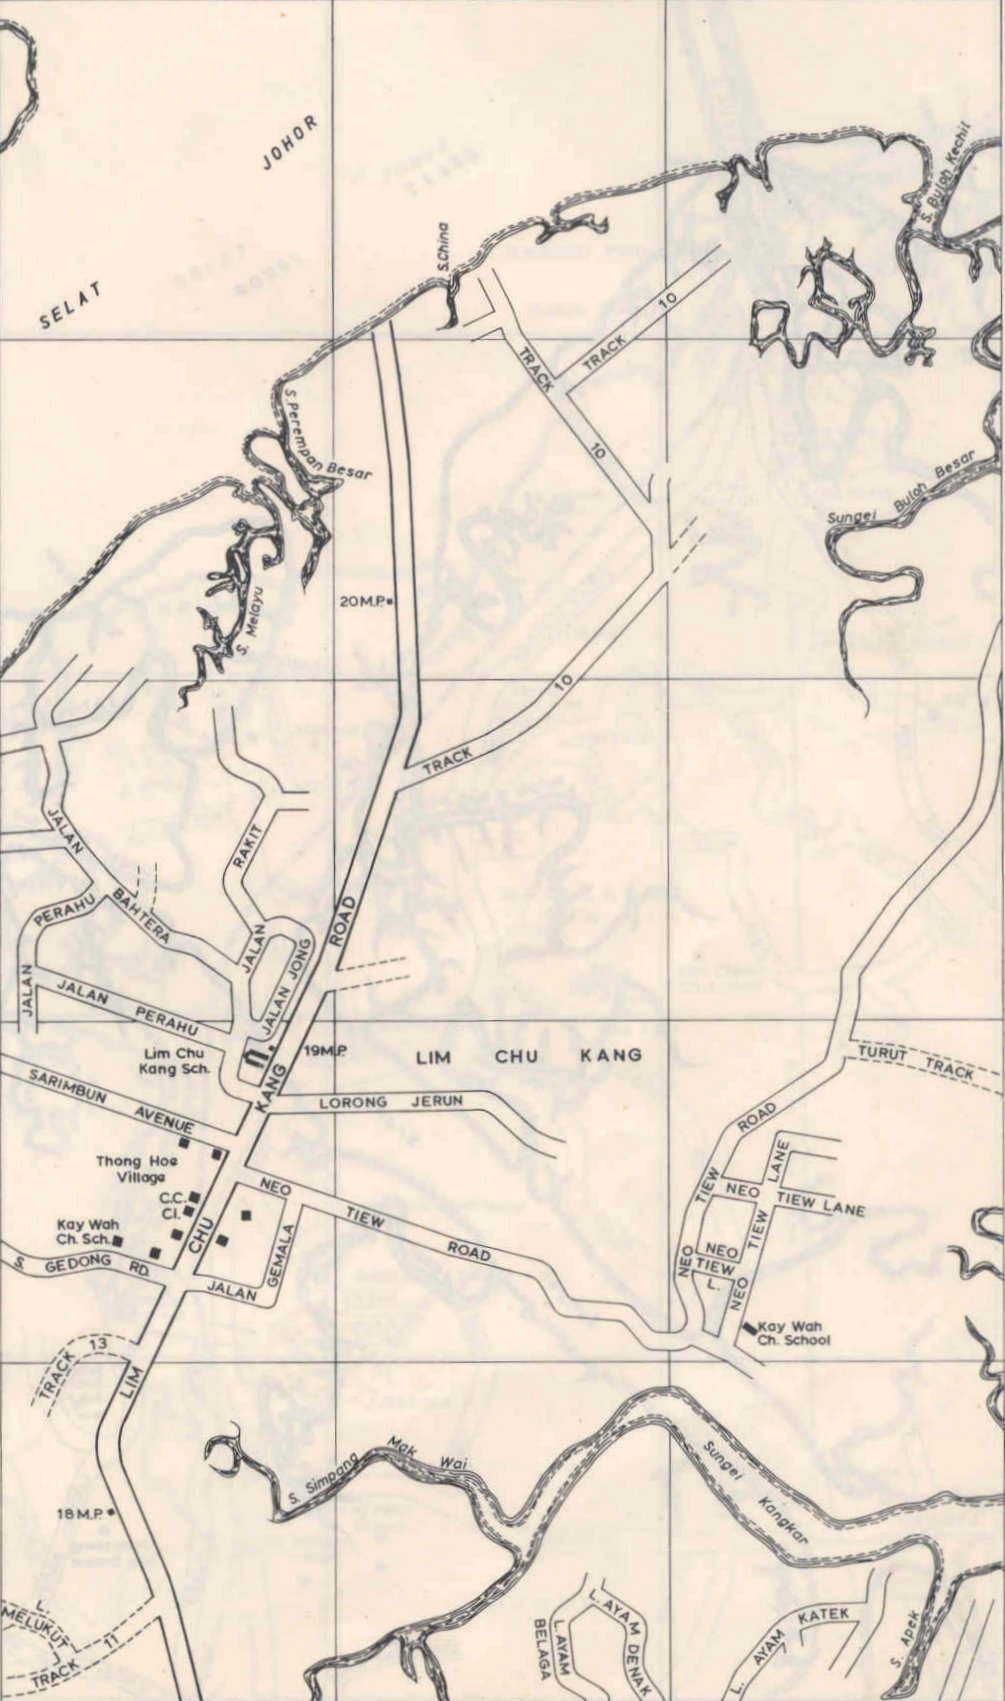 JOHOR
SELAT
S. Buloh Kechil
S.China
TRACK 10
TRACK 10
S. Perempan Besar
Sungei Buloh Besar
20 M.P.
S. Melayu
TRACK 10
JALAN BAHTERA
JALAN RAKIT
JALAN PERAHU
JALAN JONG
JALAN PERAHU
LIM CHU KANG ROAD
Lim Chu
Kang Sch.
19 M.P.
LIM CHU KANG
TURUT TRACK
SARIMBUN AVENUE
LORONG JERUN
Thong Hoe
Village
C.C.
Cl.
Kay Wah
Ch. Sch.
S. GEDONG RD.
NEO TIEW ROAD
JALAN GEMALA
NEO TIEW ROAD
NEO TIEW LANE
NEO TIEW LANE
NEO
TIEW
L.
Kay Wah
Ch. School
TRACK 13
S. Simpang Mak Wai
Sungei Kangkar
18 M.P.
L.
MELUKUT
TRACK 11
L. AYAM DENAK
L. AYAM
BELAGA
L. AYAM KATEK
S. Apek